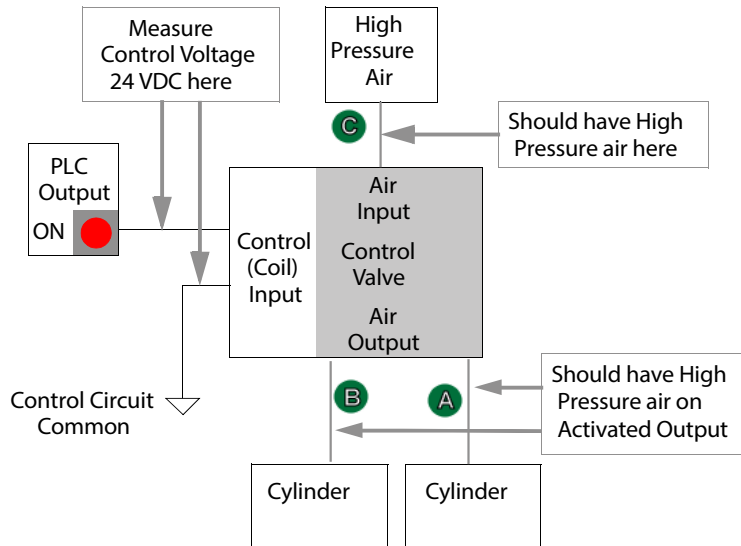 Measure
Control Voltage
24 VDC here
High
Pressure
Air
C
Should have High
Pressure air here
PLC
Output
ON
Control
(Coil)
Input
Air
Input
Control
Valve
Air
Output
B
A
Should have High
Pressure air on
Activated Output
Control Circuit
Common
Cylinder
Cylinder